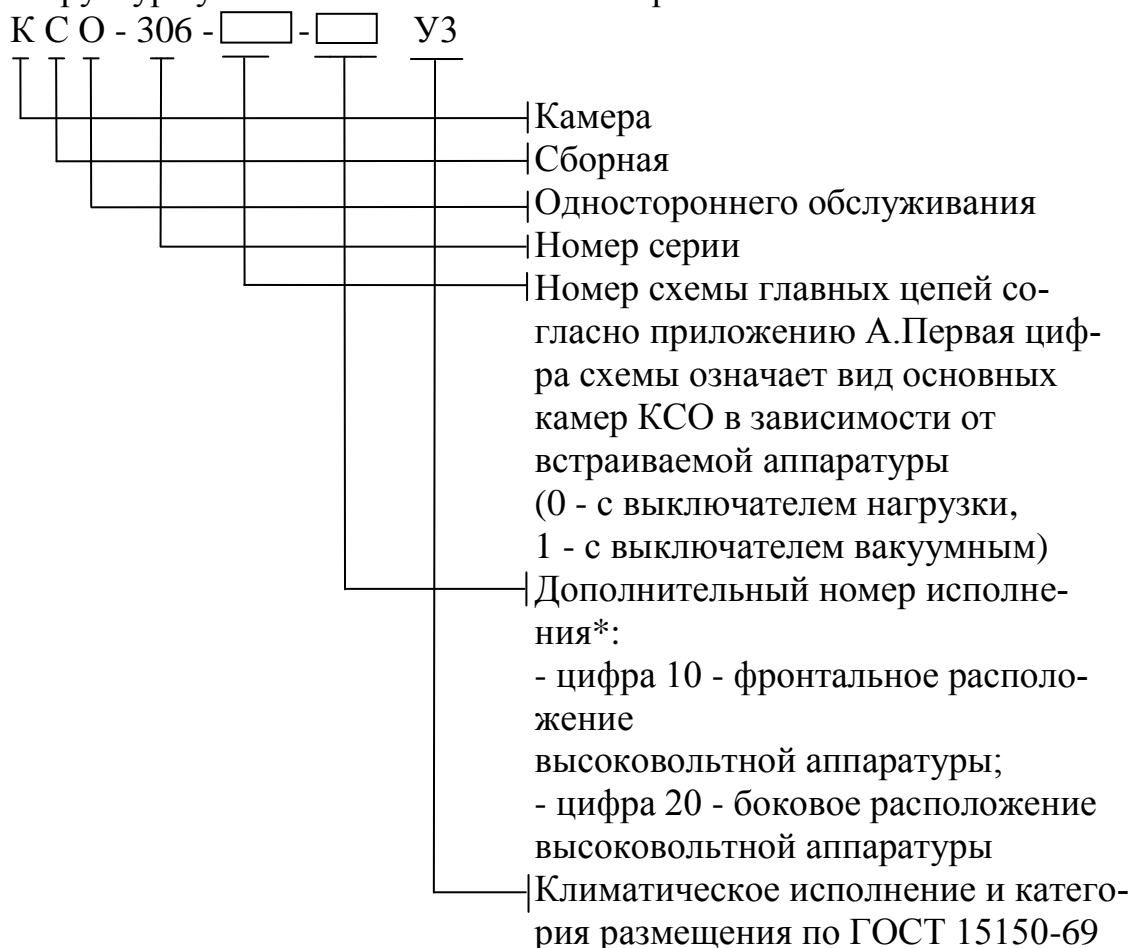 К С О - 306 - - У3
Камера
Сборная
Одностороннего обслуживания
Номер серии
Номер схемы главных цепей со-
гласно приложению А.Первая циф-
ра схемы означает вид основных
камер КСО в зависимости от
встраиваемой аппаратуры
(0 - с выключателем нагрузки,
1 - с выключателем вакуумным)
Дополнительный номер исполне-
ния*:
- цифра 10 - фронтальное располо-
жение
высоковольтной аппаратуры;
- цифра 20 - боковое расположение
высоковольтной аппаратуры
Климатическое исполнение и катего-
рия размещения по ГОСТ 15150-69